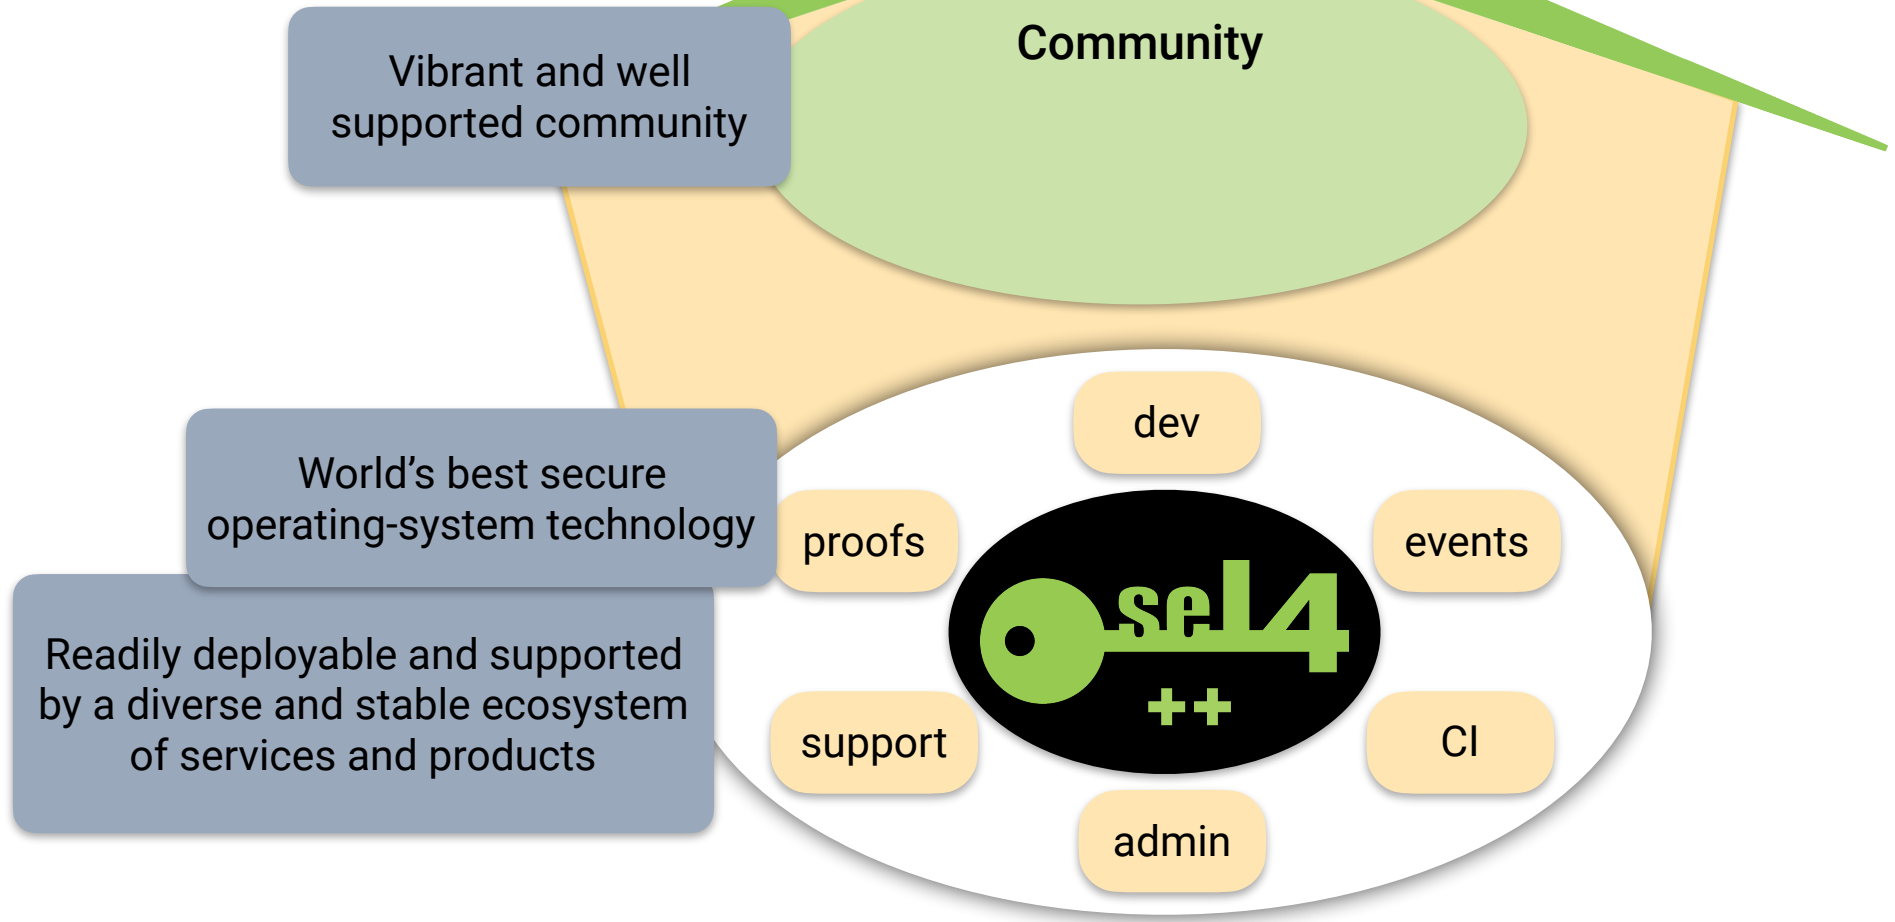 Community
Vibrant and well
supported community
World’s best secure
operating-system technology
Readily deployable and supported
by a diverse and stable ecosystem
of services and products
dev
proofs
events
seL4
++
support
CI
admin